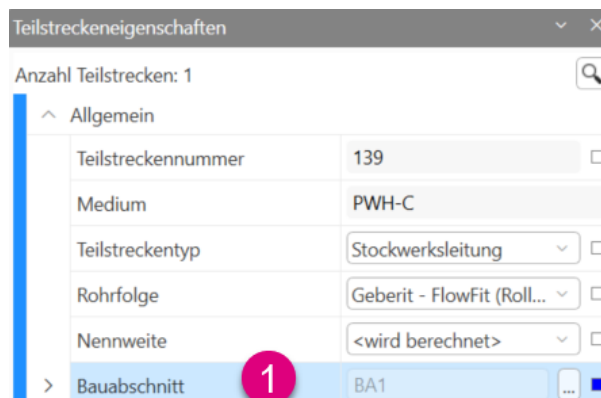 Teilstreckeneigenschaften
Anzahl Teilstrecken: 1
Allgemein
Teilstreckennummer 139
Medium PWH-C
Teilstreckentyp Stockwerksleitung
Rohrfolge Geberit - FlowFit (Roll...
Nennweite <wird berechnet>
Bauabschnitt 1 BA1 ...